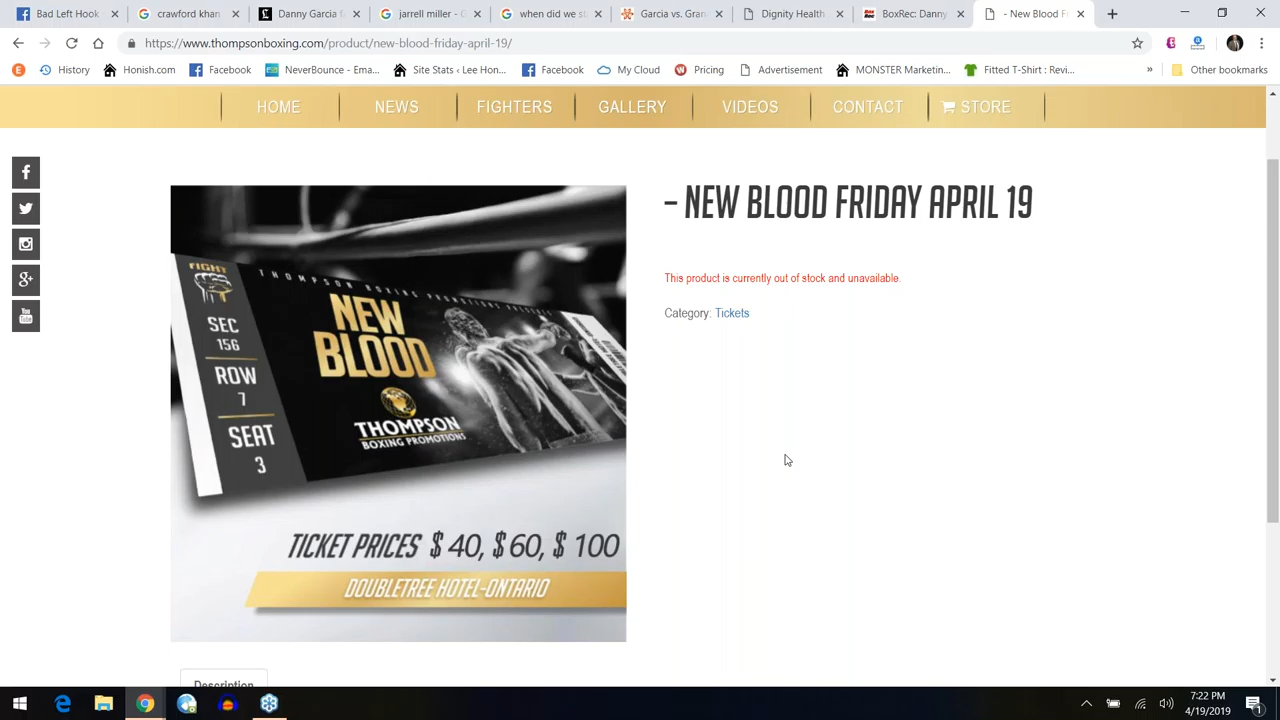 Bad Left Hook
crawford khan
Danny Garcia f
jarrell miller - G
when did we st
Garcia vs. Gran
Dignity Health
BoxRec: Danny
- New Blood F
https://www.thompsonboxing.com/product/new-blood-friday-april-19/
History
Honish.com
Facebook
NeverBounce - Ema...
Site Stats ‹ Lee Hon...
Facebook
My Cloud
Pricing
Advertisement
MONSTER Marketin...
Fitted T-Shirt : Revi...
»
Other bookmarks
HOME
NEWS
FIGHTERS
GALLERY
VIDEOS
CONTACT
STORE
– NEW BLOOD FRIDAY APRIL 19
This product is currently out of stock and unavailable.
Category: Tickets
FIGHT
SEC
156
ROW
7
SEAT
3
THOMPSON BOXING PROMOTIONS PRESENTS
NEW
BLOOD
THOMPSON
BOXING PROMOTIONS
TICKET PRICES $ 40, $ 60, $ 100
DOUBLETREE HOTEL-ONTARIO
Description
7:22 PM
4/19/2019
1